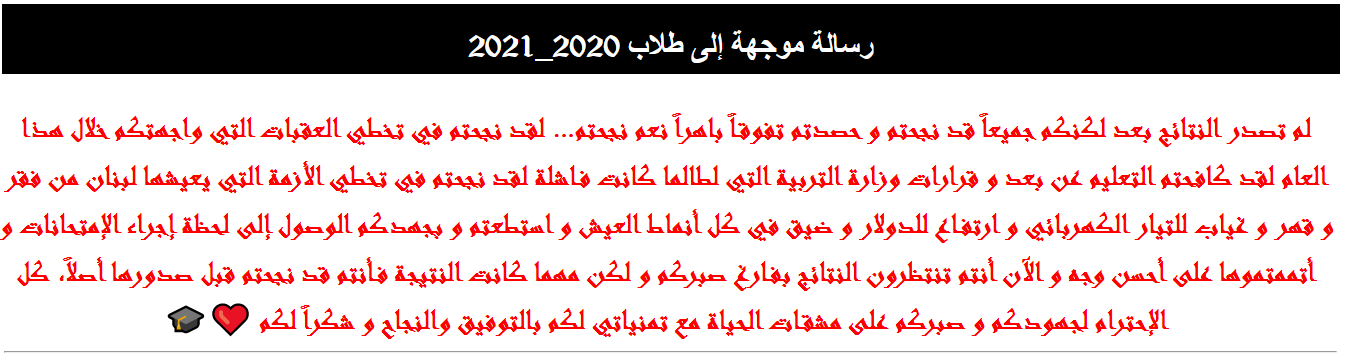 رسالة موجهة إلى طلاب 2020_2021
لم تصدر النتائج بعد لكنكم جميعاً قد نجحتم و حصدتم تفوقاً باهراً نعم نجحتم... لقد نجحتم في تخطي العقبات التي واجهتكم خلال هذا
العام لقد كافحتم التعليم عن بعد و قرارات وزارة التربية التي لطالما كانت فاشلة لقد نجحتم في تخطي الأزمة التي يعيشها لبنان من فقر
و قهر و غياب للتيار الكهربائي و ارتفاع للدولار و ضيق في كل أنماط العيش و استطعتم و بجهدكم الوصول إلى لحظة إجراء الإمتحانات و
أتممتموها على أحسن وجه و الآن أنتم تنتظرون النتائج بفارغ صبركم و لكن مهما كانت النتيجة فأنتم قد نجحتم قبل صدورها أصلاً، كل
الإحترام لجهودكم و صبركم على مشقات الحياة مع تمنياتي لكم بالتوفيق والنجاح و شكراً لكم ❤️ 🎓